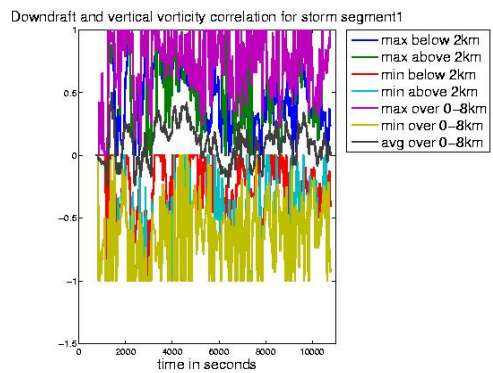 Downdraft and vertical vorticity correlation for storm segment1
max below 2km
max above 2km
min below 2km
min above 2km
max over 0-8km
min over 0-8km
avg over 0-8km
1
0.5
0
-0.5
-1
-1.5
0 2000 4000 6000 8000 10000
time in seconds